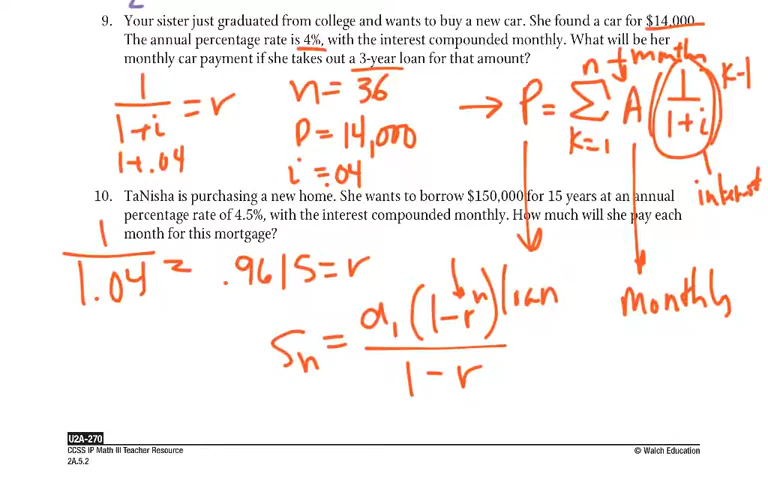 9. Your sister just graduated from college and wants to buy a new car. She found a car for $14,000.
The annual percentage rate is 4%, with the interest compounded monthly. What will be her
monthly car payment if she takes out a 3-year loan for that amount?
1/(1+i) = r
1+.04
n = 36
P = 14,000
i = .04
→ P = Σ A (1/(1+i))^(k-1)
n
k=1
# months
interest
10. TaNisha is purchasing a new home. She wants to borrow $150,000 for 15 years at an annual
percentage rate of 4.5%, with the interest compounded monthly. How much will she pay each
month for this mortgage?
1/1.04 = .9615 = r
loan
monthly
Sn = a₁(1-r^n)/(1-r)
U2A-270
CCSS IP Math III Teacher Resource
2A.5.2
© Walch Education